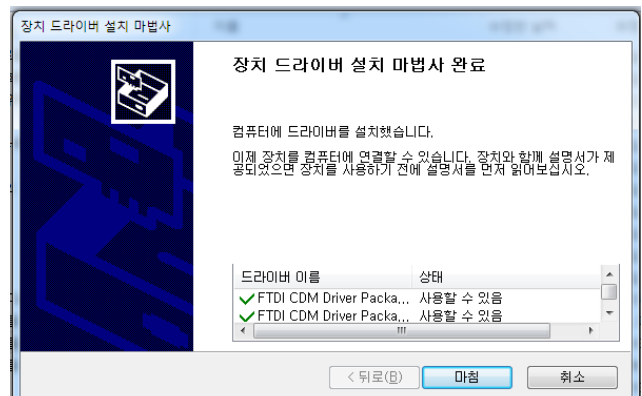 장치 드라이버 설치 마법사
장치 드라이버 설치 마법사 완료
컴퓨터에 드라이버를 설치했습니다.
이제 장치를 컴퓨터에 연결할 수 있습니다. 장치와 함께 설명서가 제
공되었으면 장치를 사용하기 전에 설명서를 먼저 읽어보십시오.
드라이버 이름 상태
FTDI CDM Driver Packa... 사용할 수 있음
FTDI CDM Driver Packa... 사용할 수 있음
< 뒤로(B) 마침 취소